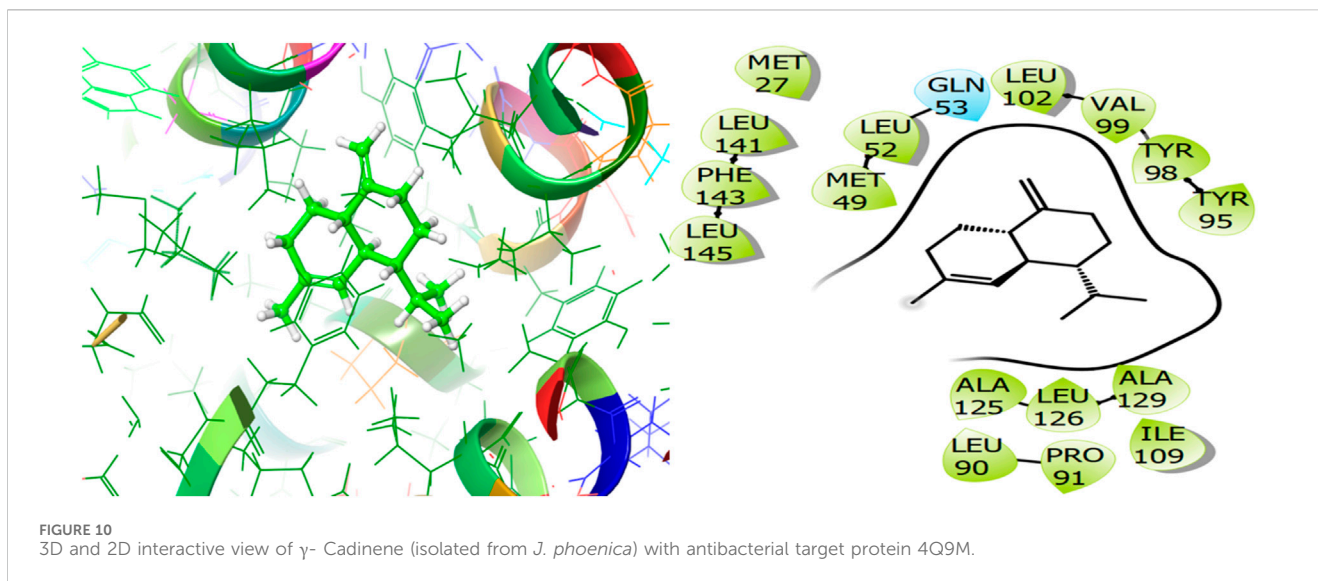 MET
27
LEU
141
PHE
143
LEU
145
GLN
53
LEU
52
MET
49
LEU
102
VAL
99
TYR
98
TYR
95
ALA
125
LEU
126
ALA
129
LEU
90
PRO
91
ILE
109
FIGURE 10
3D and 2D interactive view of γ- Cadinene (isolated from J. phoenica) with antibacterial target protein 4Q9M.